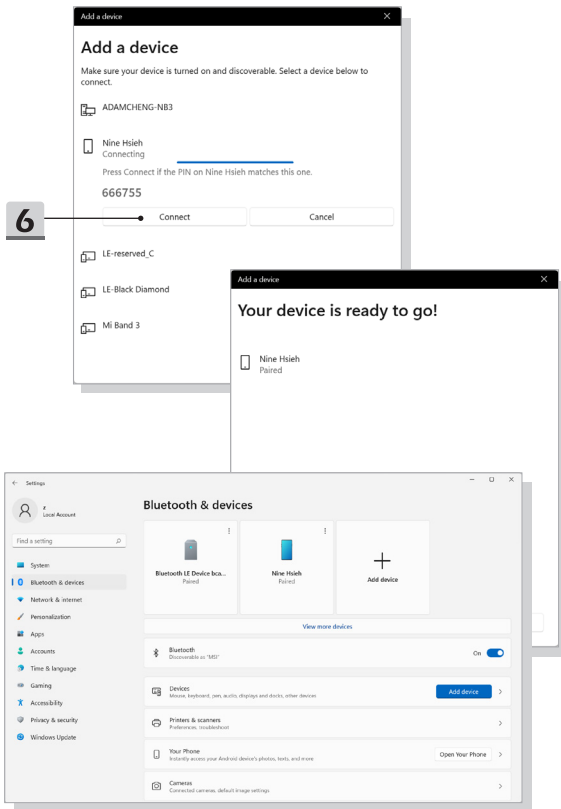 Add a device
Add a device
Make sure your device is turned on and discoverable. Select a device below to
connect.
ADAMCHENG-NB3
Nine Hsieh
Connecting
Press Connect if the PIN on Nine Hsieh matches this one.
666755
6
Connect
Cancel
LE-reserved_C
LE-Black Diamond
Mi Band 3
Add a device
Your device is ready to go!
Nine Hsieh
Paired
Settings
Local Account
Find a setting
System
Bluetooth & devices
Network & internet
Personalization
Apps
Accounts
Time & language
Gaming
Accessibility
Privacy & security
Windows Update
Bluetooth & devices
Bluetooth LE Device bca...
Paired
Nine Hsieh
Paired
Add device
View more devices
Bluetooth
Discoverable as "MSI"
On
Devices
Mouse, keyboard, pen, audio, displays and docks, other devices
Add device
Printers & scanners
Preferences, troubleshoot
Your Phone
Instantly access your Android device's photos, texts, and more
Open Your Phone
Cameras
Connected cameras, default image settings